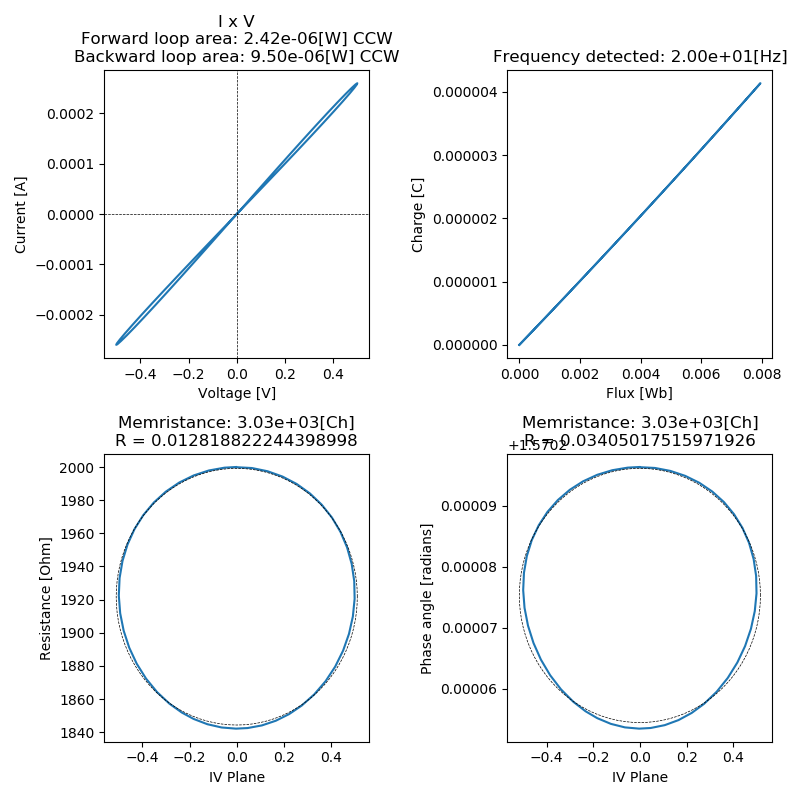 I x V
Forward loop area: 2.42e-06[W] CCW
Backward loop area: 9.50e-06[W] CCW
0.0002
0.0001
0.0000
−0.0001
−0.0002
Current [A]
−0.4
−0.2
0.0
0.2
0.4
Voltage [V]
Frequency detected: 2.00e+01[Hz]
0.000004
0.000003
0.000002
0.000001
0.000000
Charge [C]
0.000
0.002
0.004
0.006
0.008
Flux [Wb]
Memristance: 3.03e+03[Ch]
R = 0.012818822244398998
2000
1980
1960
1940
1920
1900
1880
1860
1840
Resistance [Ohm]
−0.4
−0.2
0.0
0.2
0.4
IV Plane
Memristance: 3.03e+03[Ch]
R = 0.03405017515971926
+1.5702
0.00009
0.00008
0.00007
0.00006
Phase angle [radians]
−0.4
−0.2
0.0
0.2
0.4
IV Plane